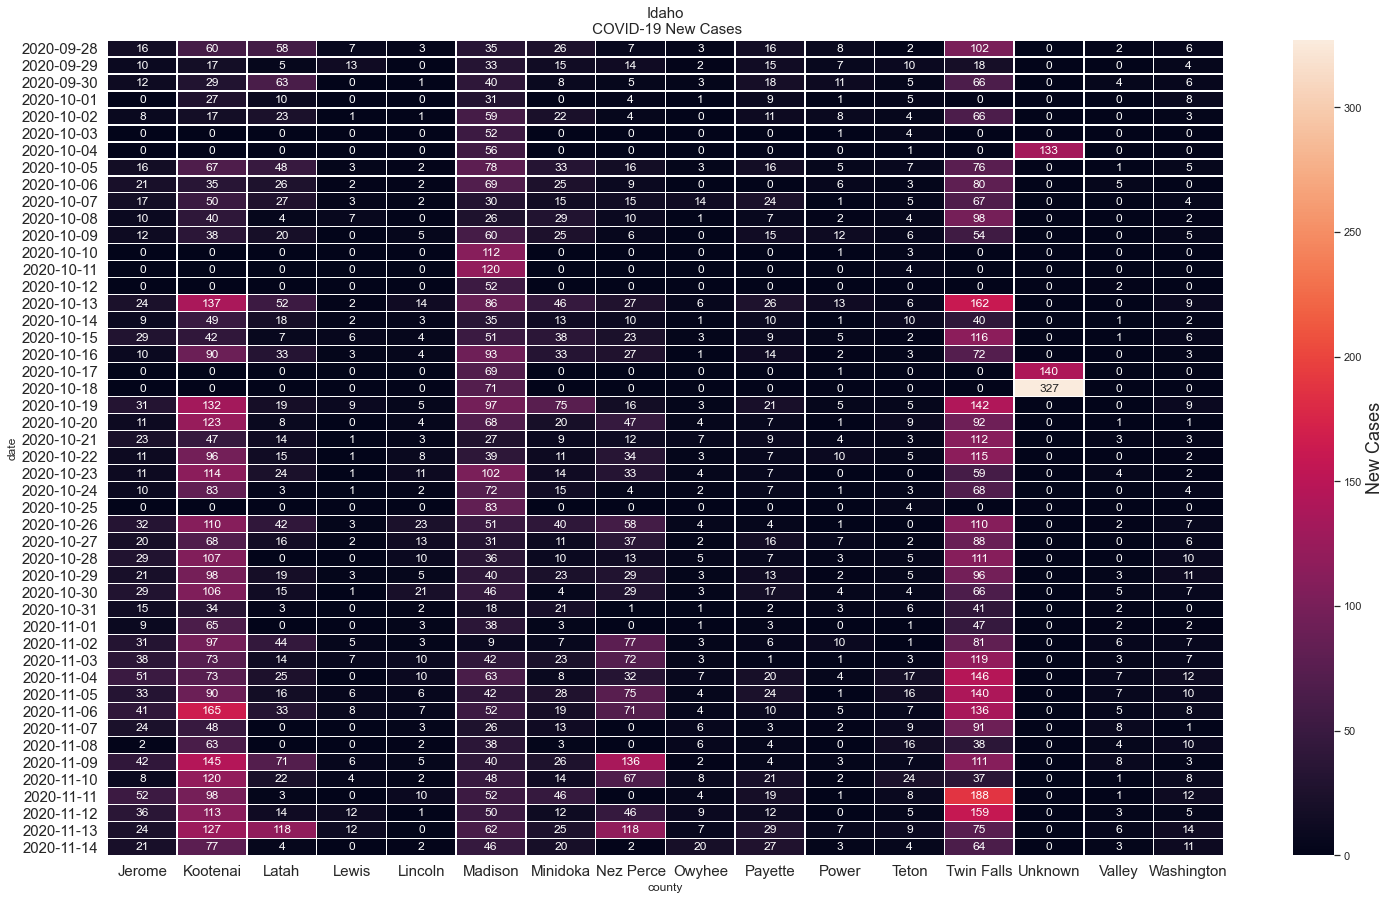 Idaho
COVID-19 New Cases
2020-09-28 16 60 58 7 3 35 26 7 3 16 8 2 102 0 2 6
2020-09-29 10 17 5 13 0 33 15 14 2 15 7 10 18 0 0 4
2020-09-30 12 29 63 0 1 40 8 5 3 18 11 5 66 0 4 6
2020-10-01 0 27 10 0 0 31 0 4 1 9 1 5 0 0 0 8
2020-10-02 8 17 23 1 1 59 22 4 0 11 8 4 66 0 0 3
2020-10-03 0 0 0 0 0 52 0 0 0 0 1 4 0 0 0 0
2020-10-04 0 0 0 0 0 56 0 0 0 0 0 1 0 133 0 0
2020-10-05 16 67 48 3 2 78 33 16 3 16 5 7 76 0 1 5
2020-10-06 21 35 26 2 2 69 25 9 0 0 6 3 80 0 5 0
2020-10-07 17 50 27 3 2 30 15 15 14 24 1 5 67 0 0 4
2020-10-08 10 40 4 7 0 26 29 10 1 7 2 4 98 0 0 2
2020-10-09 12 38 20 0 5 60 25 6 0 15 12 6 54 0 0 5
2020-10-10 0 0 0 0 0 112 0 0 0 0 1 3 0 0 0 0
2020-10-11 0 0 0 0 0 120 0 0 0 0 0 4 0 0 0 0
2020-10-12 0 0 0 0 0 52 0 0 0 0 0 0 0 0 2 0
2020-10-13 24 137 52 2 14 86 46 27 6 26 13 6 162 0 0 9
2020-10-14 9 49 18 2 3 35 13 10 1 10 1 10 40 0 1 2
2020-10-15 29 42 7 6 4 51 38 23 3 9 5 2 116 0 1 6
2020-10-16 10 90 33 3 4 93 33 27 1 14 2 3 72 0 0 3
2020-10-17 0 0 0 0 0 69 0 0 0 0 1 0 0 140 0 0
2020-10-18 0 0 0 0 0 71 0 0 0 0 0 0 0 327 0 0
2020-10-19 31 132 19 9 5 97 75 16 3 21 5 5 142 0 0 9
2020-10-20 11 123 8 0 4 68 20 47 4 7 1 9 92 0 1 1
2020-10-21 23 47 14 1 3 27 9 12 7 9 4 3 112 0 3 3
2020-10-22 11 96 15 1 8 39 11 34 3 7 10 5 115 0 0 2
2020-10-23 11 114 24 1 11 102 14 33 4 7 0 0 59 0 4 2
2020-10-24 10 83 3 1 2 72 15 4 2 7 1 3 68 0 0 4
2020-10-25 0 0 0 0 0 83 0 0 0 0 0 4 0 0 0 0
2020-10-26 32 110 42 3 23 51 40 58 4 4 1 0 110 0 2 7
2020-10-27 20 68 16 2 13 31 11 37 2 16 7 2 88 0 0 6
2020-10-28 29 107 0 0 10 36 10 13 5 7 3 5 111 0 0 10
2020-10-29 21 98 19 3 5 40 23 29 3 13 2 5 96 0 3 11
2020-10-30 29 106 15 1 21 46 4 29 3 17 4 4 66 0 5 7
2020-10-31 15 34 3 0 2 18 21 1 1 2 3 6 41 0 2 0
2020-11-01 9 65 0 0 3 38 3 0 1 3 0 1 47 0 2 2
2020-11-02 31 97 44 5 3 9 7 77 3 6 10 1 81 0 6 7
2020-11-03 38 73 14 7 10 42 23 72 3 1 1 3 119 0 3 7
2020-11-04 51 73 25 0 10 63 8 32 7 20 4 17 146 0 7 12
2020-11-05 33 90 16 6 6 42 28 75 4 24 1 16 140 0 7 10
2020-11-06 41 165 33 8 7 52 19 71 4 10 5 7 136 0 5 8
2020-11-07 24 48 0 0 3 26 13 0 6 3 2 9 91 0 8 1
2020-11-08 2 63 0 0 2 38 3 0 6 4 0 16 38 0 4 10
2020-11-09 42 145 71 6 5 40 26 136 2 4 3 7 111 0 8 3
2020-11-10 8 120 22 4 2 48 14 67 8 21 2 24 37 0 1 8
2020-11-11 52 98 3 0 10 52 46 0 4 19 1 8 188 0 1 12
2020-11-12 36 113 14 12 1 50 12 46 9 12 0 5 159 0 3 5
2020-11-13 24 127 118 12 0 62 25 118 7 29 7 9 75 0 6 14
2020-11-14 21 77 4 0 2 46 20 2 20 27 3 4 64 0 3 11
Jerome Kootenai Latah Lewis Lincoln Madison Minidoka Nez Perce Owyhee Payette Power Teton Twin Falls Unknown Valley Washington
county
date
300
250
200
150
100
50
0
New Cases